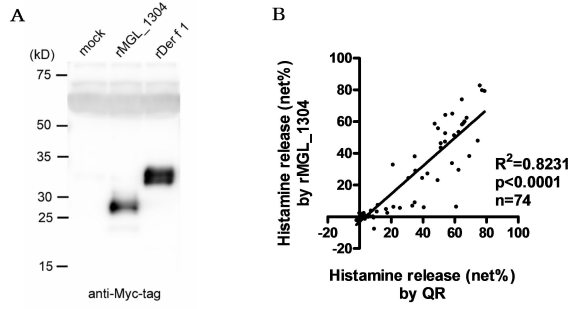 A
(kD)
mock
rMGL_1304
rDer f 1
75
50
35
30
25
15
anti-Myc-tag
B
Histamine release (net%)
by rMGL_1304
100
80
60
40
20
0
-20
-20
0
20
40
60
80
100
R²=0.8231
p<0.0001
n=74
Histamine release (net%)
by QR